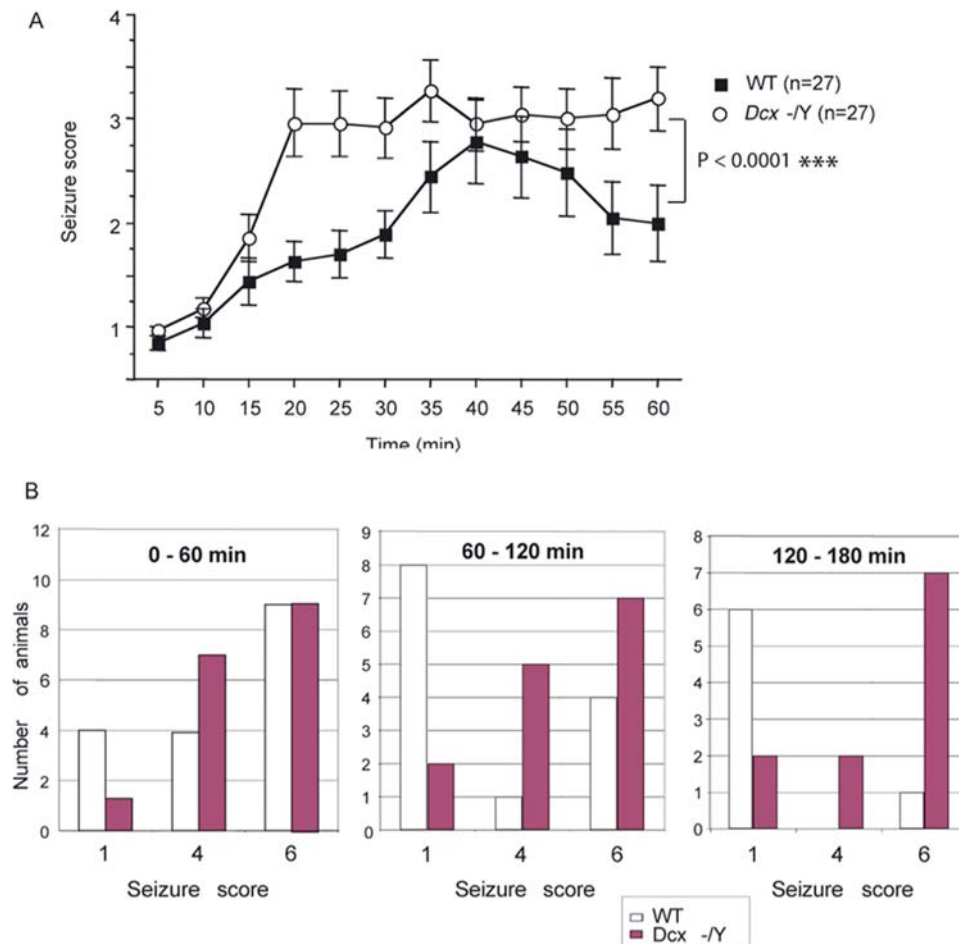 A
4
3
2
1
Seizure score
5 10 15 20 25 30 35 40 45 50 55 60
Time (min)
WT (n=27)
Dcx -/Y (n=27)
P < 0.0001 ***
B
12
10
8
6
4
2
0
Number of animals
0 - 60 min
1 4 6
Seizure score
9
8
7
6
5
4
3
2
1
0
60 - 120 min
1 4 6
Seizure score
8
7
6
5
4
3
2
1
0
120 - 180 min
1 4 6
Seizure score
WT
Dcx -/Y